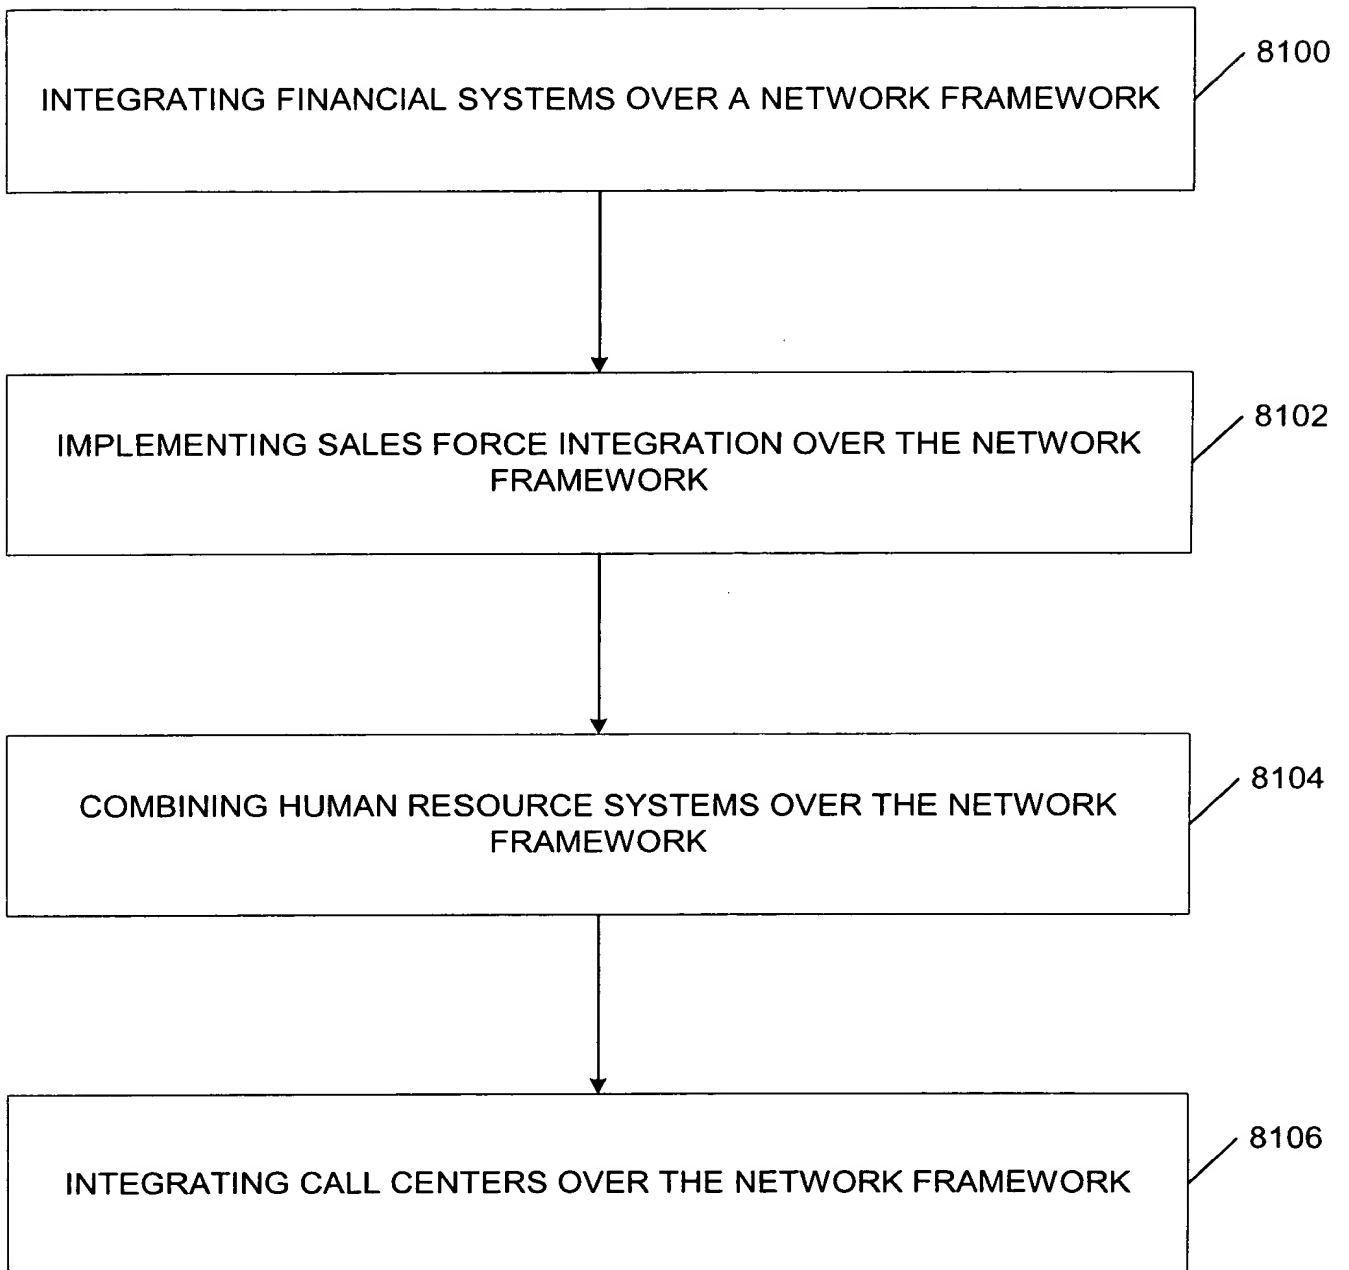 8100
INTEGRATING FINANCIAL SYSTEMS OVER A NETWORK FRAMEWORK
8102
IMPLEMENTING SALES FORCE INTEGRATION OVER THE NETWORK
FRAMEWORK
8104
COMBINING HUMAN RESOURCE SYSTEMS OVER THE NETWORK
FRAMEWORK
8106
INTEGRATING CALL CENTERS OVER THE NETWORK FRAMEWORK